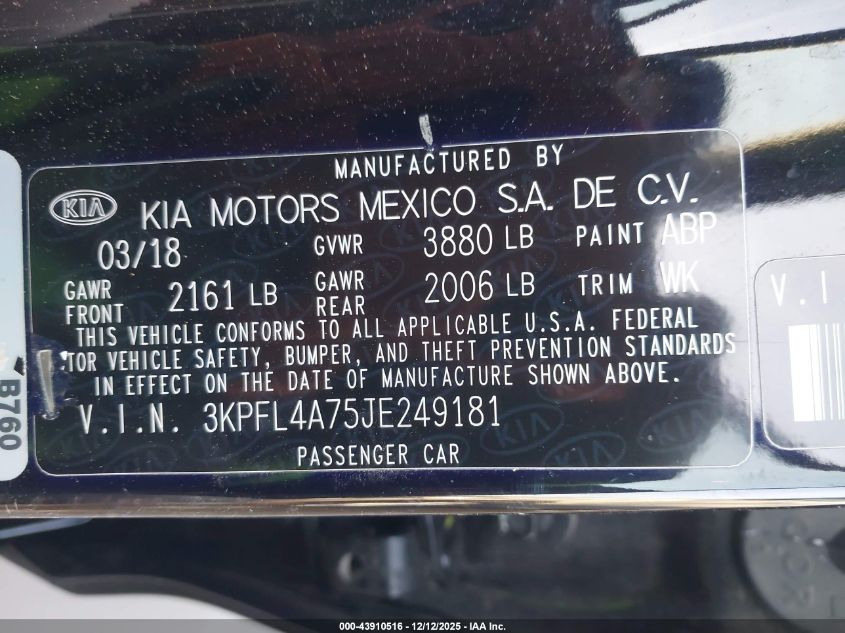 MANUFACTURED BY
KIA KIA MOTORS MEXICO S.A. DE C.V.
03/18 GVWR 3880 LB PAINT ABP
GAWR FRONT 2161 LB GAWR REAR 2006 LB TRIM WK
THIS VEHICLE CONFORMS TO ALL APPLICABLE U.S.A. FEDERAL
TOR VEHICLE SAFETY, BUMPER, AND THEFT PREVENTION STANDARDS
IN EFFECT ON THE DATE OF MANUFACTURE SHOWN ABOVE.
V.I.N. 3KPFL4A75JE249181
PASSENGER CAR
V.I
B760
000-43910516 - 12/12/2025 - IAA Inc.